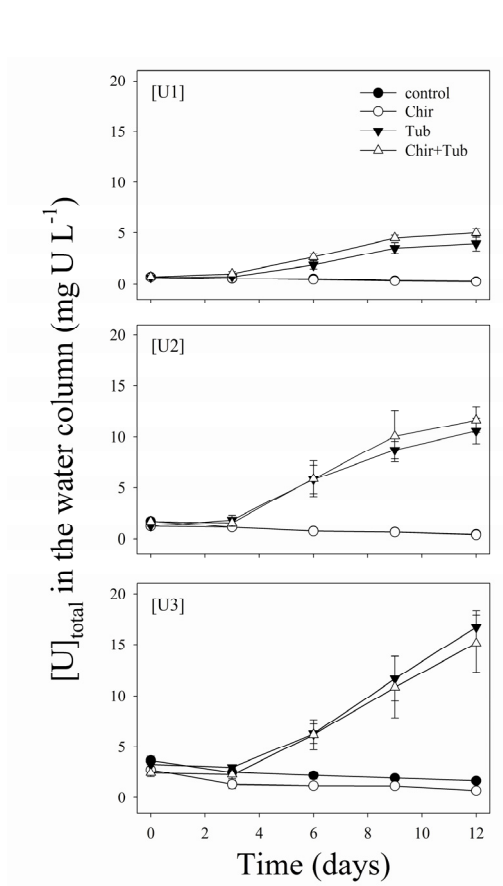 [U]total in the water column (mg U L-1)
20
[U1]
control
Chir
15
Tub
Chir+Tub
10
5
0
20
[U2]
15
10
5
0
20
[U3]
15
10
5
0
0 2 4 6 8 10 12
Time (days)